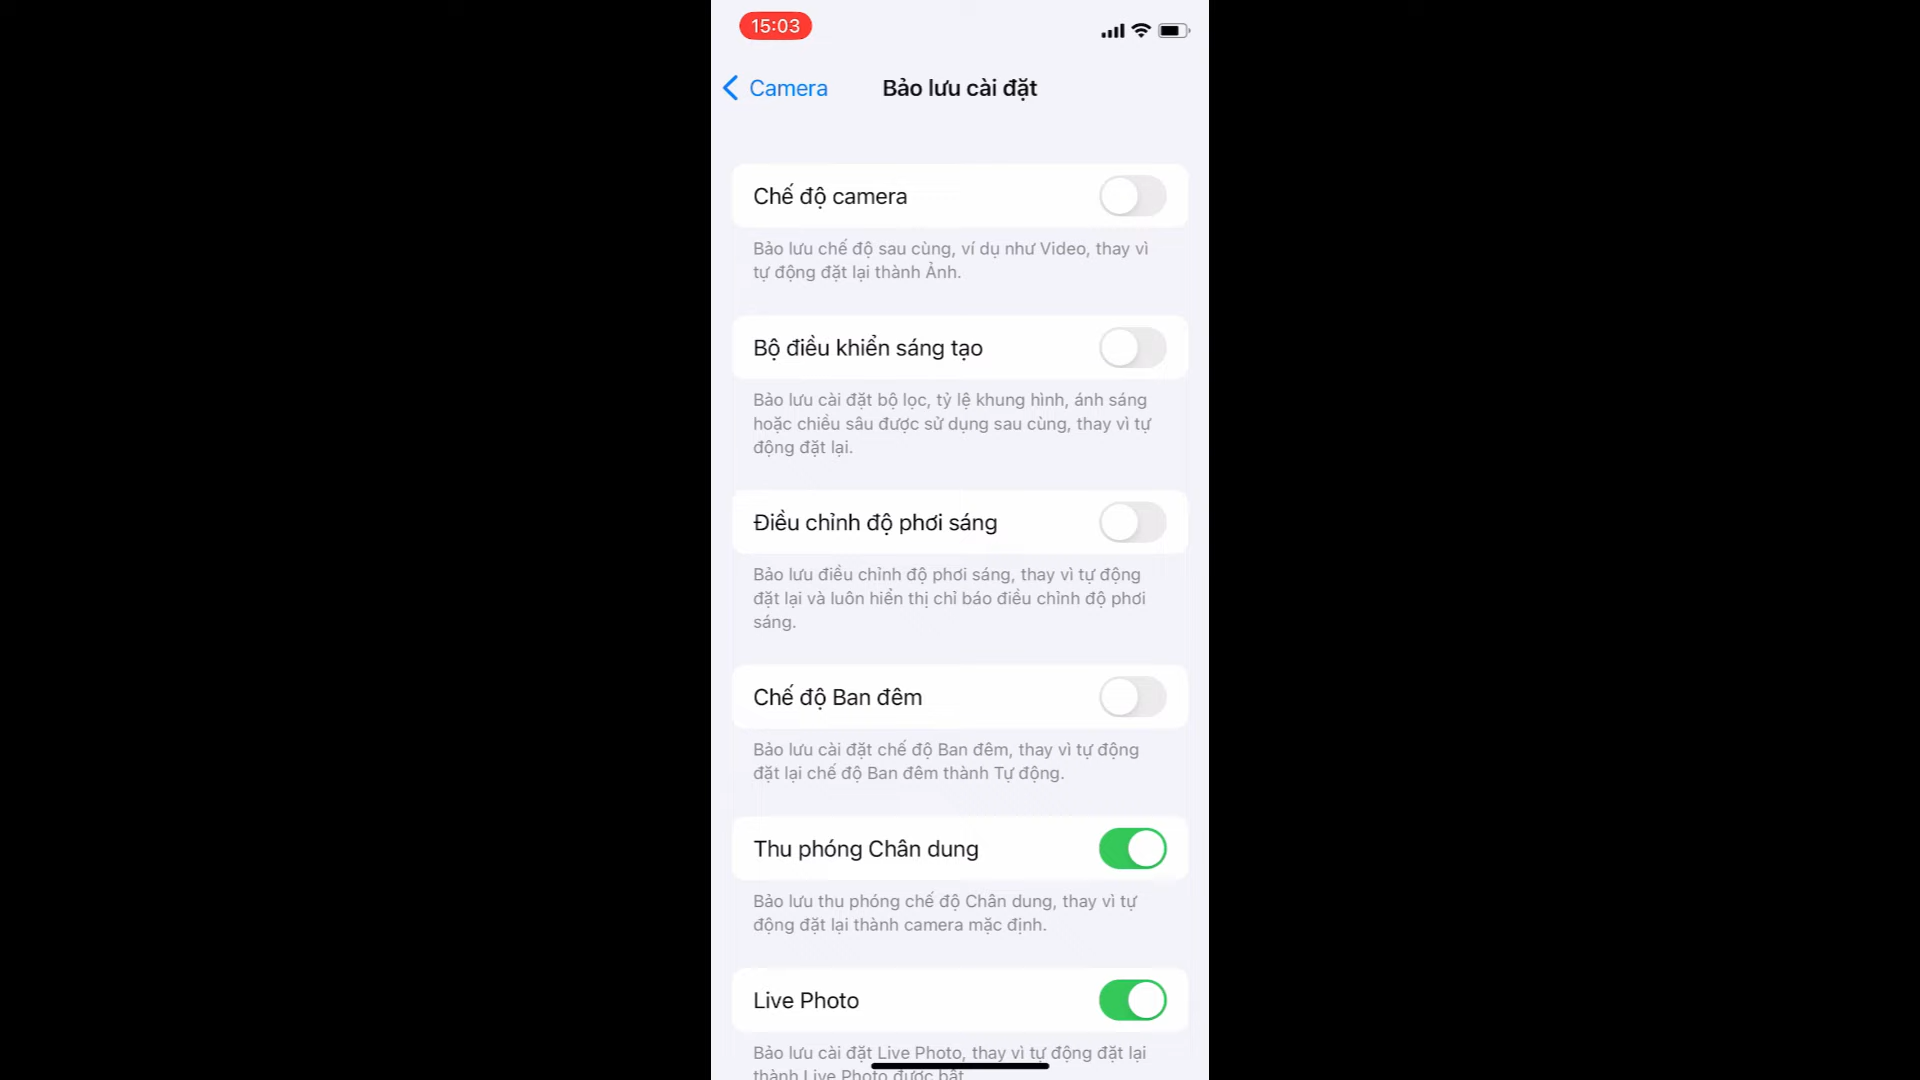 15:03
Camera
Bảo lưu cài đặt
Chế độ camera
Bảo lưu chế độ sau cùng, ví dụ như Video, thay vì
tự động đặt lại thành Ảnh.
Bộ điều khiển sáng tạo
Bảo lưu cài đặt bộ lọc, tỷ lệ khung hình, ánh sáng
hoặc chiều sâu được sử dụng sau cùng, thay vì tự
động đặt lại.
Điều chỉnh độ phơi sáng
Bảo lưu điều chỉnh độ phơi sáng, thay vì tự động
đặt lại và luôn hiển thị chỉ báo điều chỉnh độ phơi
sáng.
Chế độ Ban đêm
Bảo lưu cài đặt chế độ Ban đêm, thay vì tự động
đặt lại chế độ Ban đêm thành Tự động.
Thu phóng Chân dung
Bảo lưu thu phóng chế độ Chân dung, thay vì tự
động đặt lại thành camera mặc định.
Live Photo
Bảo lưu cài đặt Live Photo, thay vì tự động đặt lại
thành Live Photo được bật.